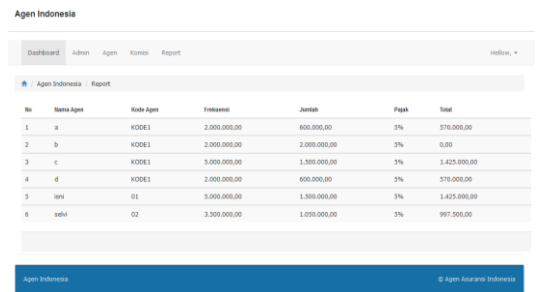 Agen Indonesia
Dashboard Admin Agen Komisi Report Hellow,
/ Agen Indonesia / Report
No Nama Agen Kode Agen Frekuensi Jumlah Pajak Total
1 a KODE1 2.000.000,00 600.000,00 5% 570.000,00
2 b KODE1 2.000.000,00 2.000.000,00 5% 0,00
3 c KODE1 5.000.000,00 1.500.000,00 5% 1.425.000,00
4 d KODE1 2.000.000,00 600.000,00 5% 570.000,00
5 isni 01 5.000.000,00 1.500.000,00 5% 1.425.000,00
6 selvi 02 3.500.000,00 1.050.000,00 5% 997.500,00
Agen Indonesia © Agen Asuransi Indonesia